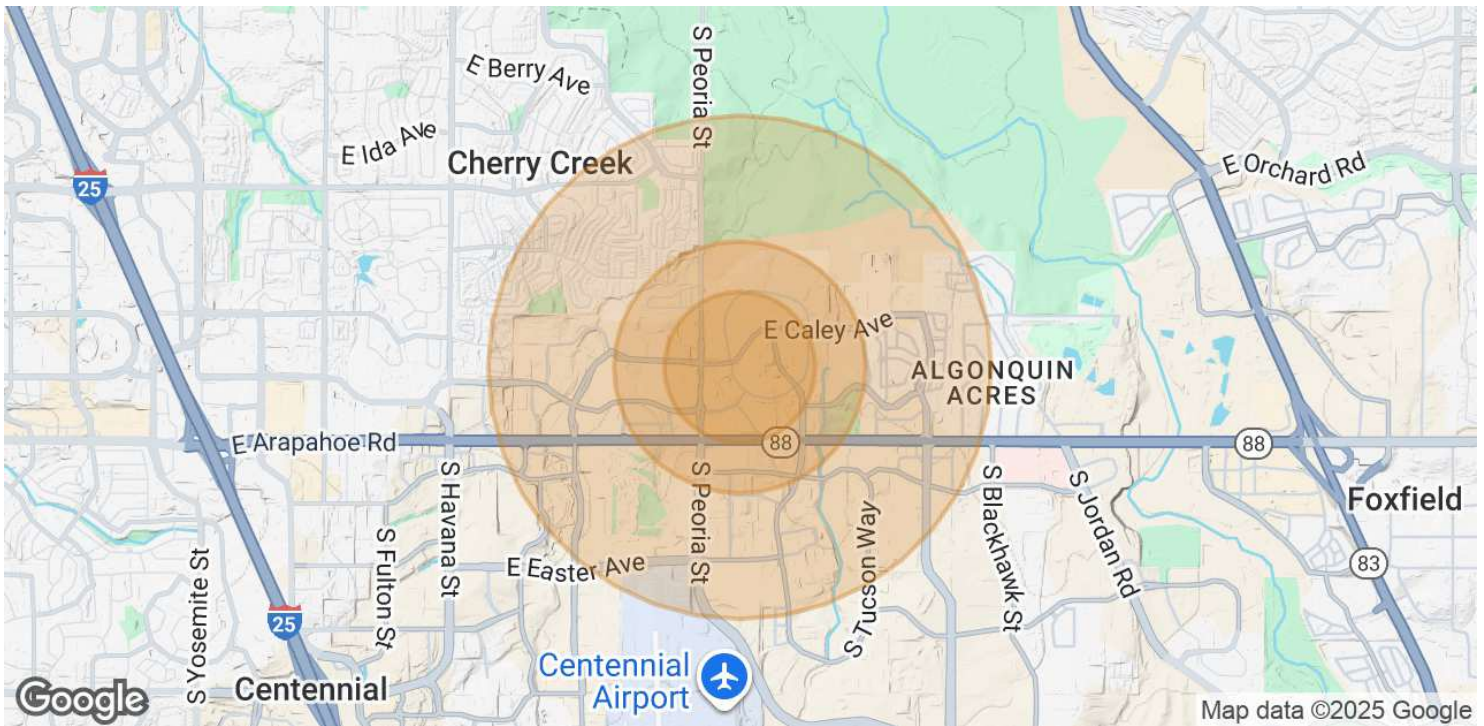 S Peoria St
E Berry Ave
E Ida Ave
Cherry Creek
E Orchard Rd
25
E Caley Ave
ALGONQUIN
ACRES
E Arapahoe Rd
88
88
S Havana St
S Peoria St
S Blackhawk St
S Jordan Rd
Foxfield
S Fulton St
S Tucson Way
E Easter Ave
83
S Yosemite St
25
Centennial
Centennial
Airport
Google
Map data ©2025 Google